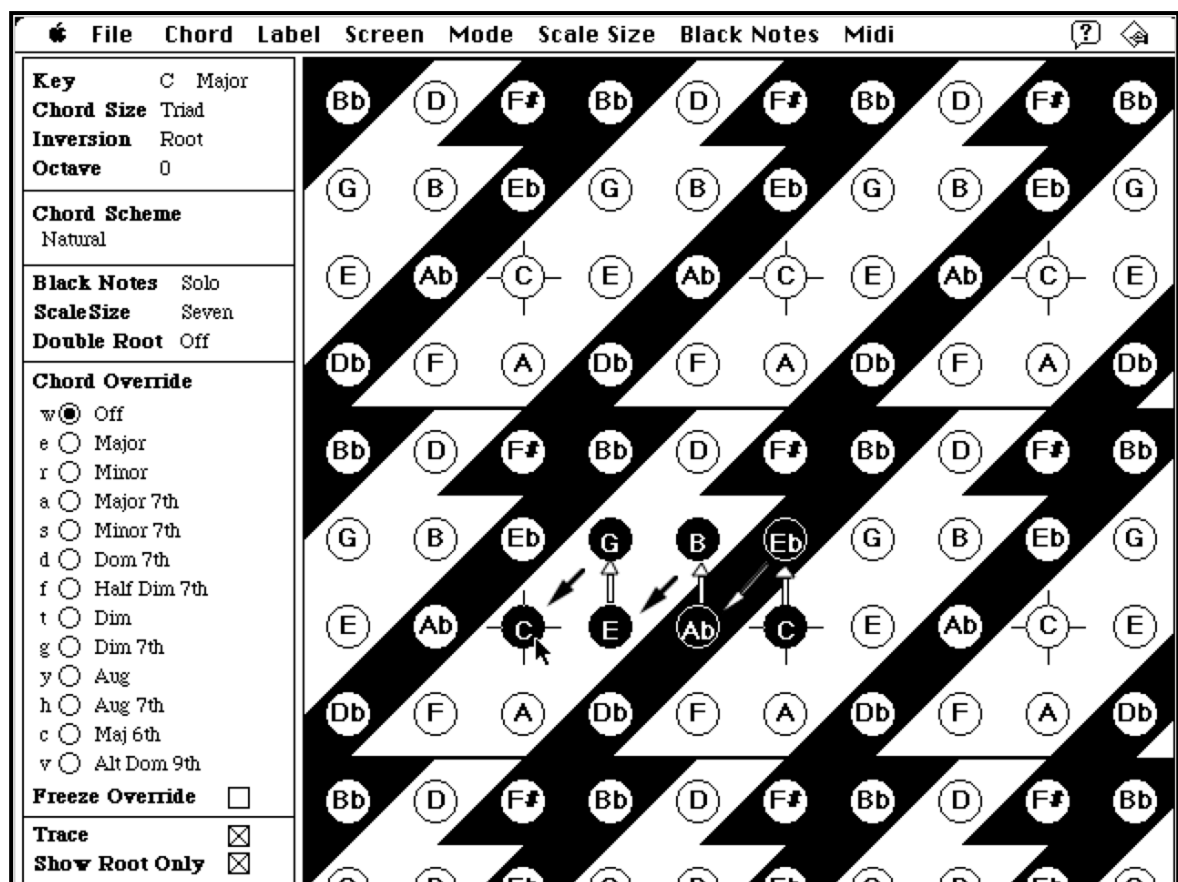 File Chord Label Screen Mode Scale Size Black Notes Midi ?
Key C Major
Chord Size Triad
Inversion Root
Octave 0
Chord Scheme
Natural
Black Notes Solo
ScaleSize Seven
Double Root Off
Chord Override
w Off
e Major
r Minor
a Major 7th
s Minor 7th
d Dom 7th
f Half Dim 7th
t Dim
g Dim 7th
y Aug
h Aug 7th
c Maj 6th
v Alt Dom 9th
Freeze Override
Trace
Show Root Only
Bb D F# Bb D F# Bb D F# Bb
G B Eb G B Eb G B Eb G
E Ab C E Ab C E Ab C E
Db F A Db F A Db F A Db
Bb D F# Bb D F# Bb D F# Bb
G B Eb G B Eb G B Eb G
E Ab C E Ab C E Ab C E
Db F A Db F A Db F A Db
Bb D F# Bb D F# Bb D F# Bb